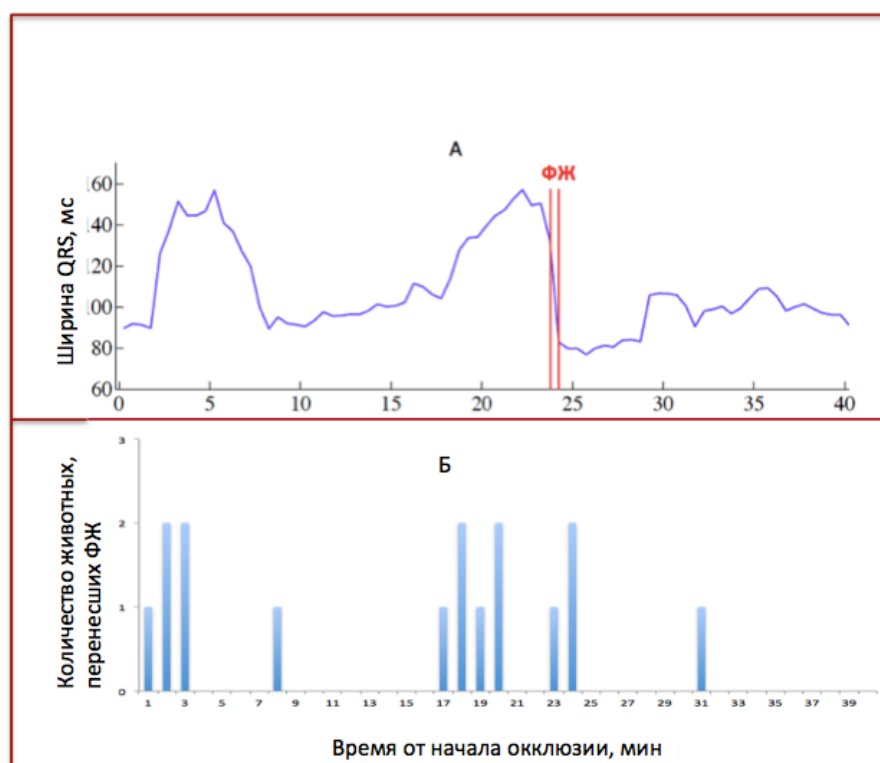 А
ФЖ
Ширина QRS, мс
160
140
120
100
80
60
0 5 10 15 20 25 30 35 40
Б
Количество животных,
перенесших ФЖ
3
2
1
0
1 3 5 7 9 11 13 15 17 19 21 23 25 27 29 31 33 35 37 39
Время от начала окклюзии, мин